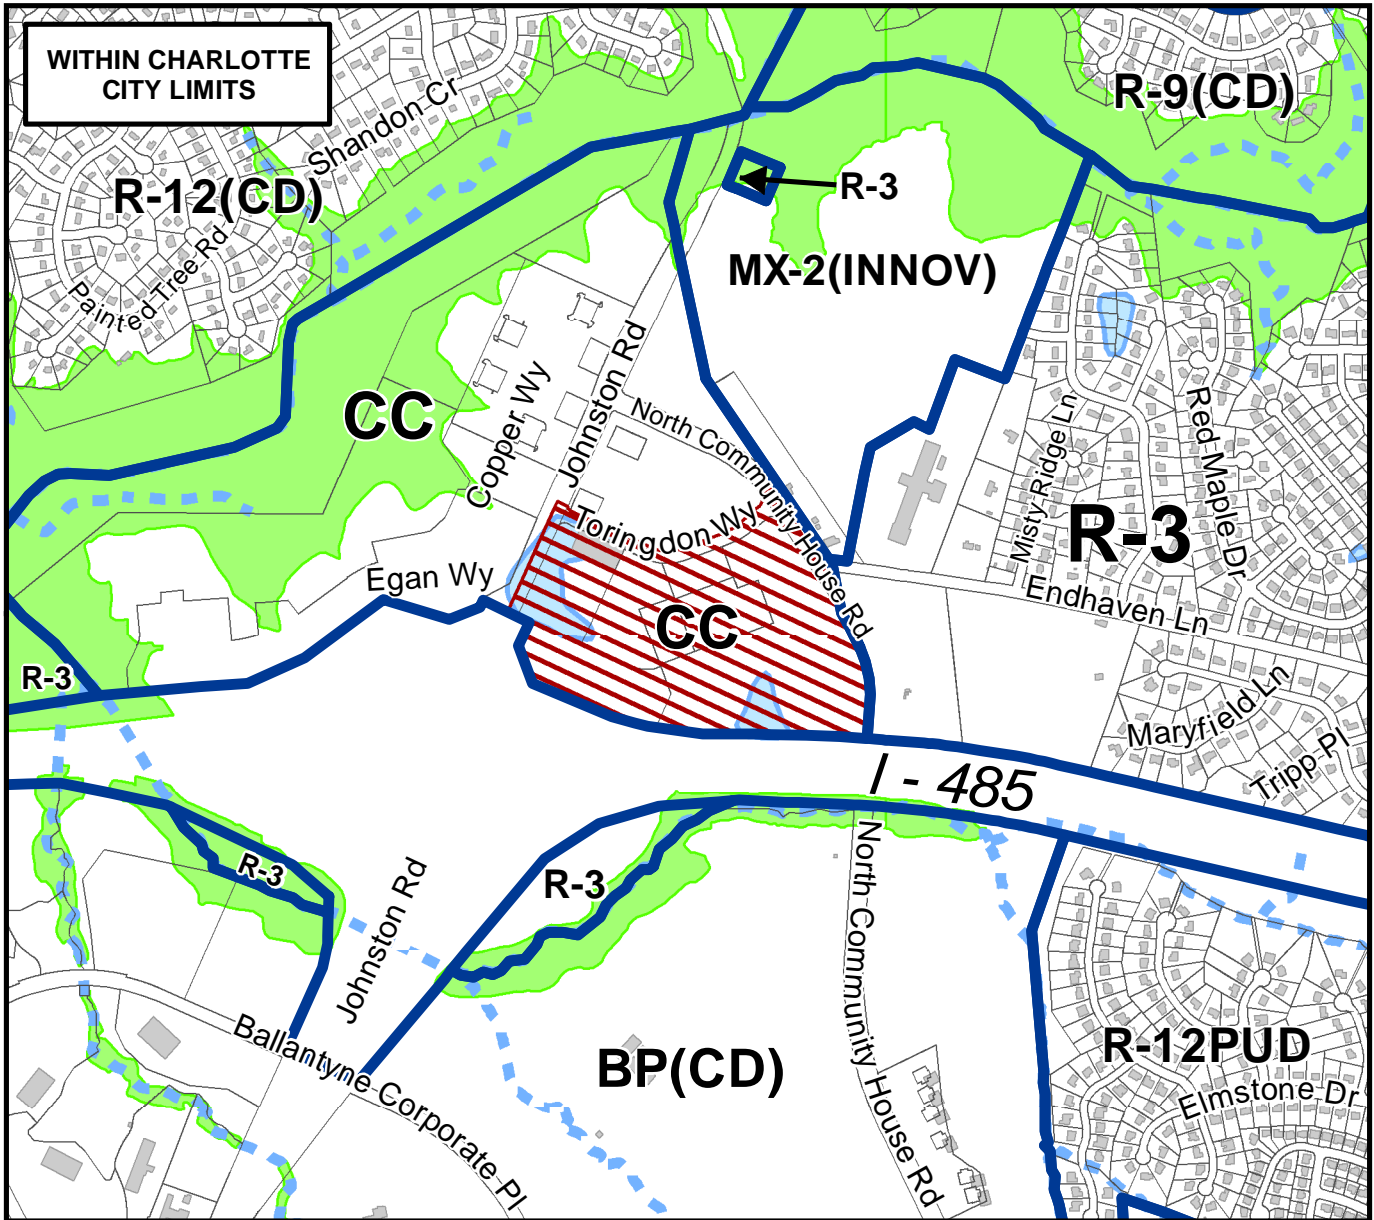 WITHIN CHARLOTTE
CITY LIMITS
R-9(CD)
Shandon Cr
R-12(CD)
R-3
Painted Tree Rd
MX-2(INNOV)
Johnston Rd
Copper Wy
CC
North Community House Rd
Misty Ridge Ln
Red Maple Dr
Toringdon Wy
R-3
Egan Wy
Endhaven Ln
CC
R-3
Maryfield Ln
Tripp Pl
I - 485
R-3
R-3
Johnston Rd
North Community House Rd
Ballantyne Corporate Pl
BP(CD)
R-12PUD
Elmstone Dr